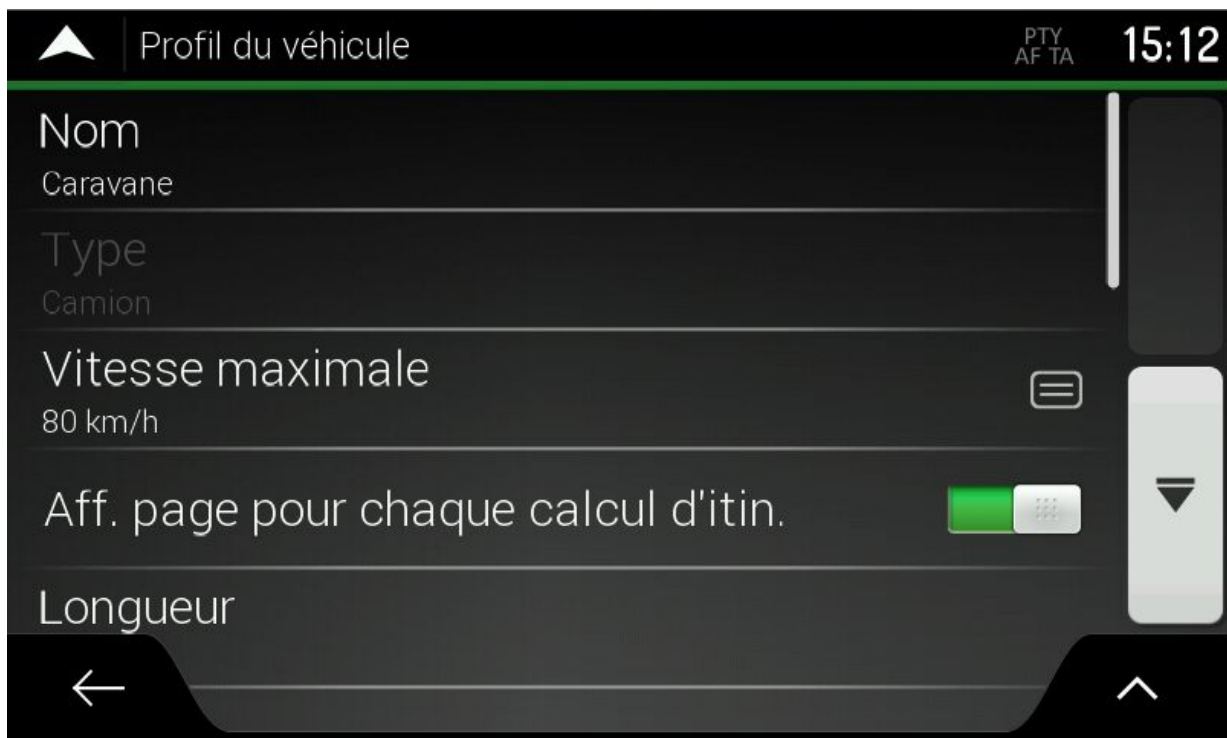 Profil du véhicule
PTY
AF TA
15:12
Nom
Caravane
Type
Camion
Vitesse maximale
80 km/h
Aff. page pour chaque calcul d'itin.
Longueur